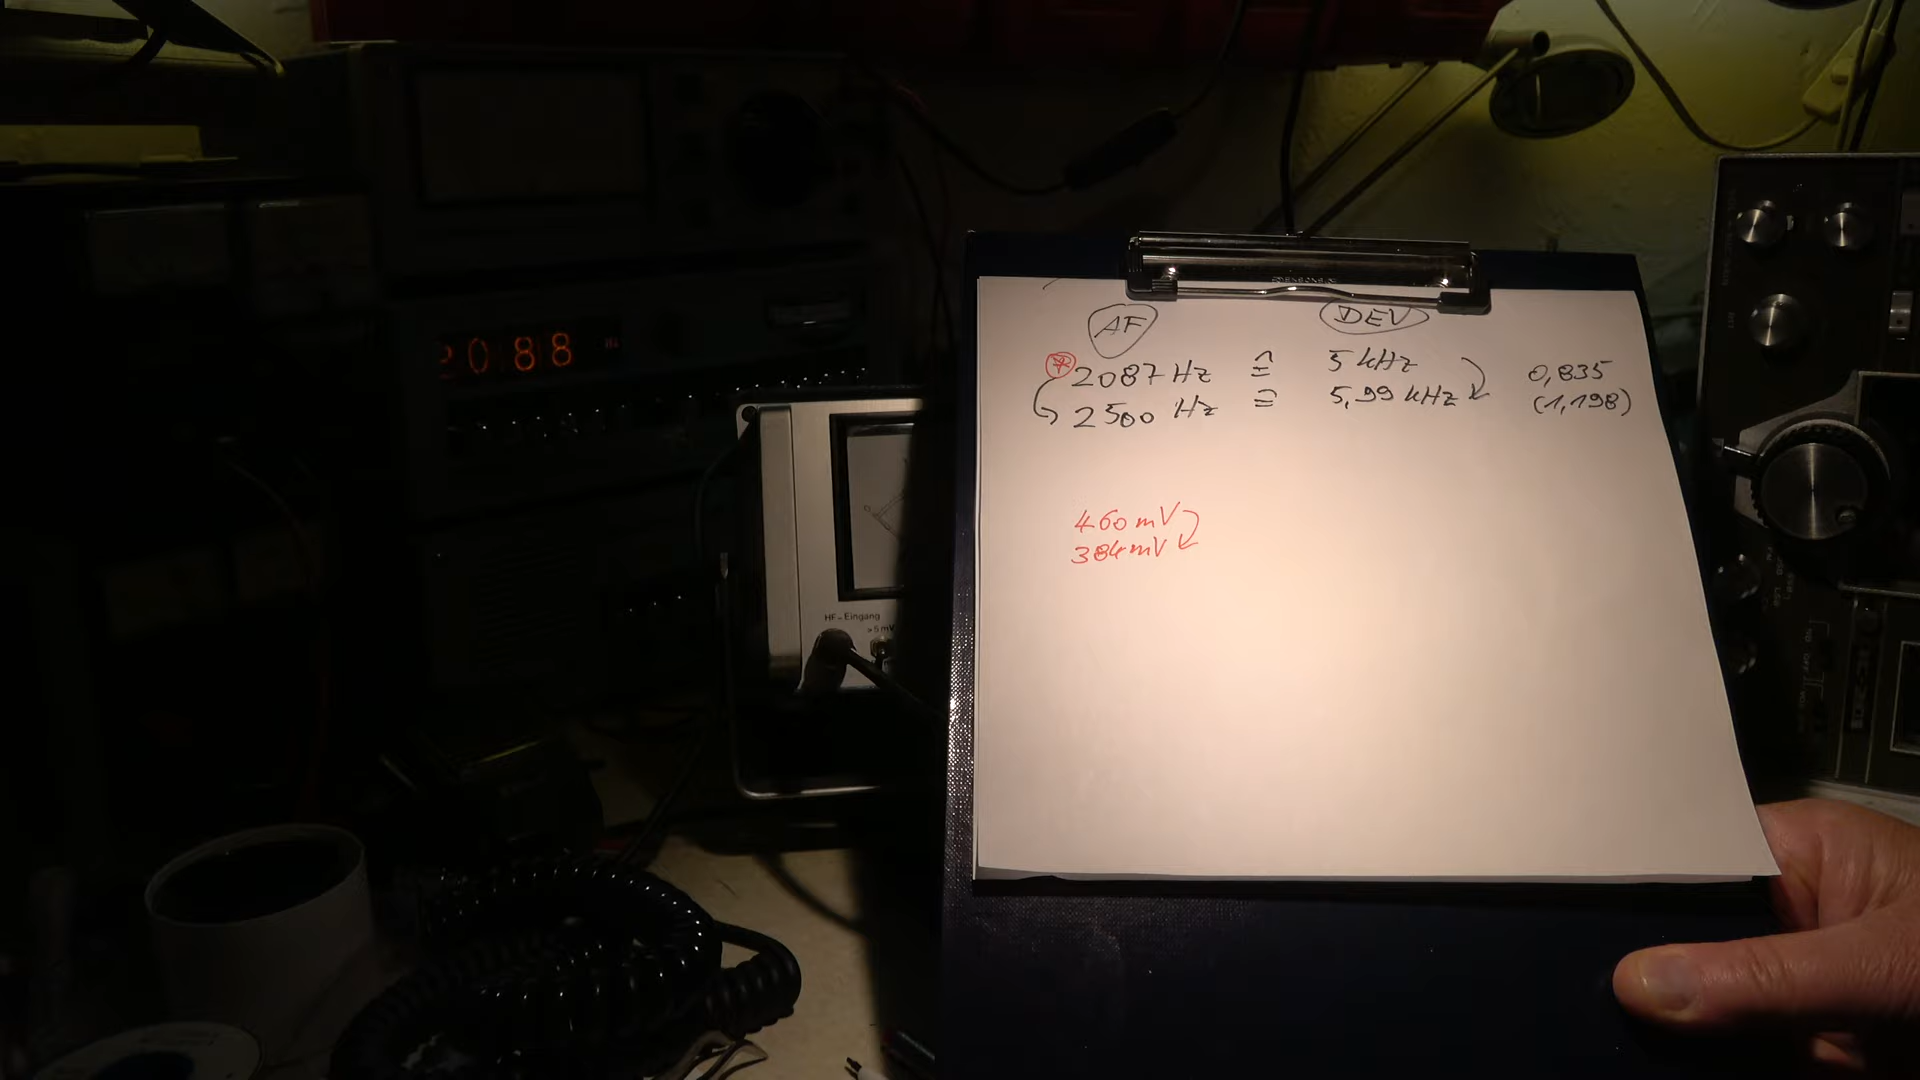 2088
AF DEV
* 2087 Hz ≙ 5 kHz 0,835
2500 Hz ≙ 5,99 kHz (1,198)
460 mV
384 mV
HF-Eingang
>5mV